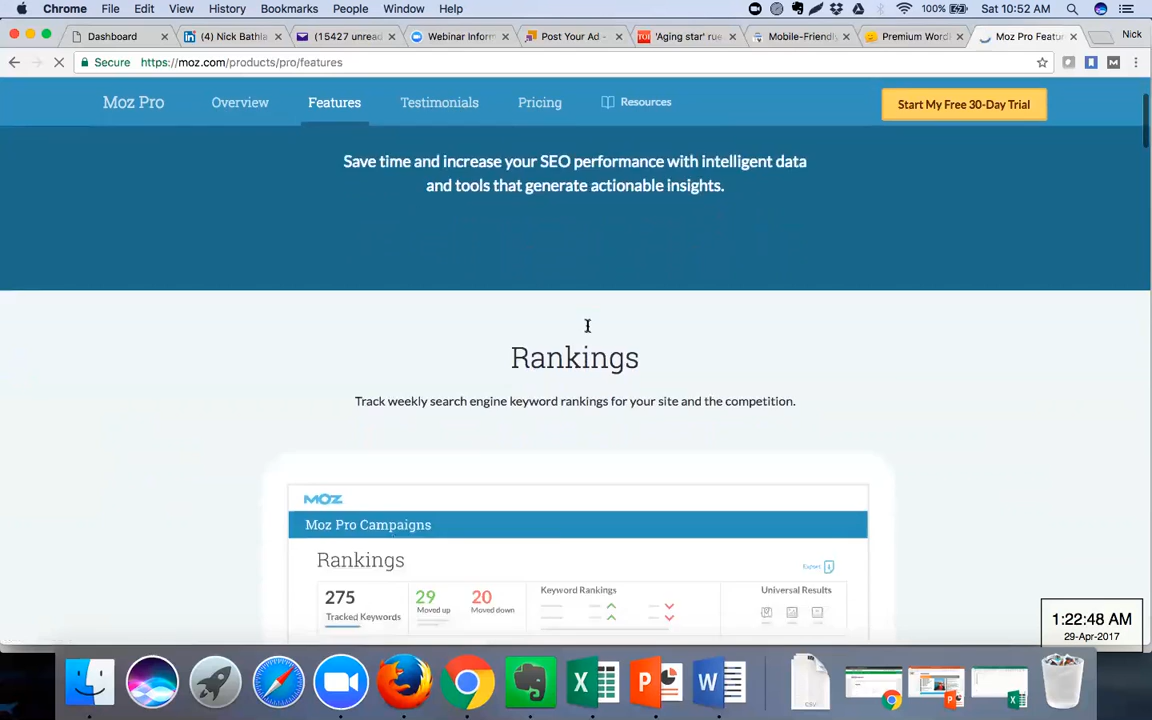 Chrome File Edit View History Bookmarks People Window Help 100% Sat 10:52 AM
Dashboard (4) Nick Bathla (15427 unread Webinar Inform Post Your Ad - 'Aging star' rue Mobile-Friendly Premium Word Moz Pro Featur Nick
Secure https://moz.com/products/pro/features
Moz Pro Overview Features Testimonials Pricing Resources Start My Free 30-Day Trial
Save time and increase your SEO performance with intelligent data
and tools that generate actionable insights.
Rankings
Track weekly search engine keyword rankings for your site and the competition.
MOZ
Moz Pro Campaigns
Rankings
275 29 20 Keyword Rankings Universal Results
Tracked Keywords Moved up Moved down
1:22:48 AM
29-Apr-2017